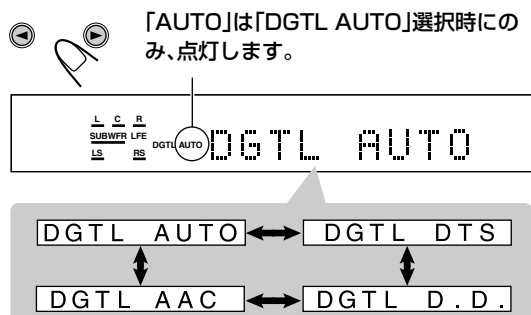 「AUTO」は「DGTL AUTO」選択時にの
み、点灯します。
L C R
SUBWFR LFE
LS RS
DGTL AUTO
DGTL AUTO
DGTL AUTO
DGTL DTS
DGTL AAC
DGTL D.D.